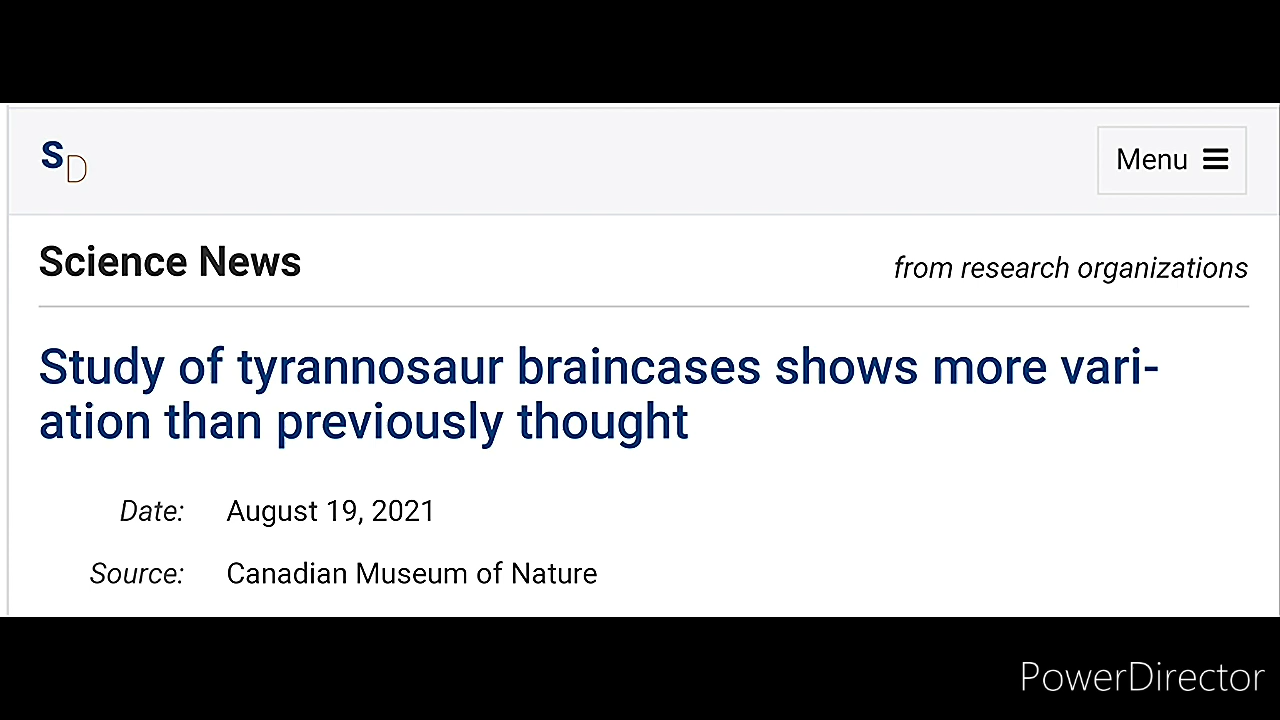 SD
Menu
Science News
from research organizations
Study of tyrannosaur braincases shows more vari-
ation than previously thought
Date: August 19, 2021
Source: Canadian Museum of Nature
PowerDirector